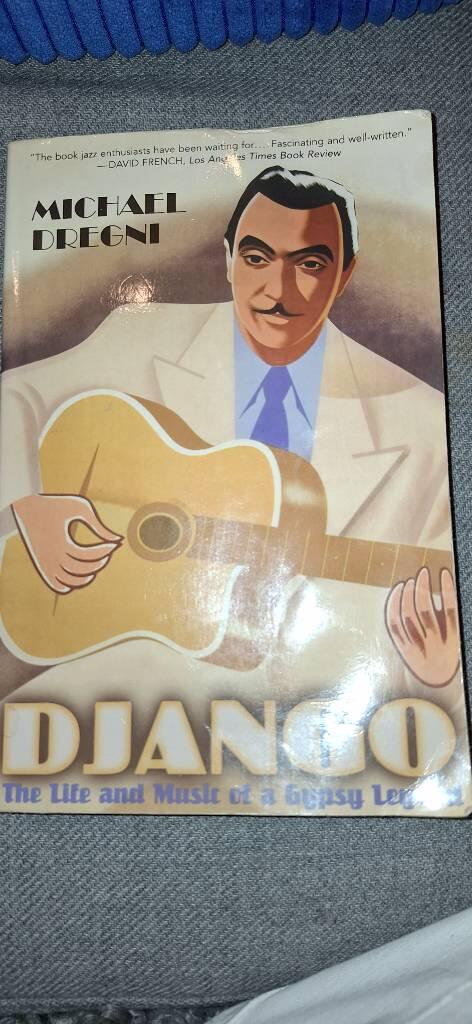 "The book jazz enthusiasts have been waiting for.... Fascinating and well-written."
—DAVID FRENCH, Los Angeles Times Book Review
MICHAEL
DREGNI
DJANGO
The Life and Music of a Gypsy Legend